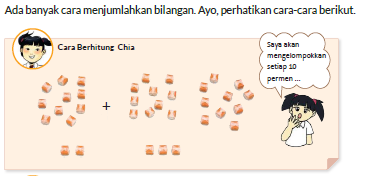 Ada banyak cara menjumlahkan bilangan. Ayo, perhatikan cara-cara berikut.
Cara Berhitung Chia
Saya akan
mengelompokkan
setiap 10
permen ...
+